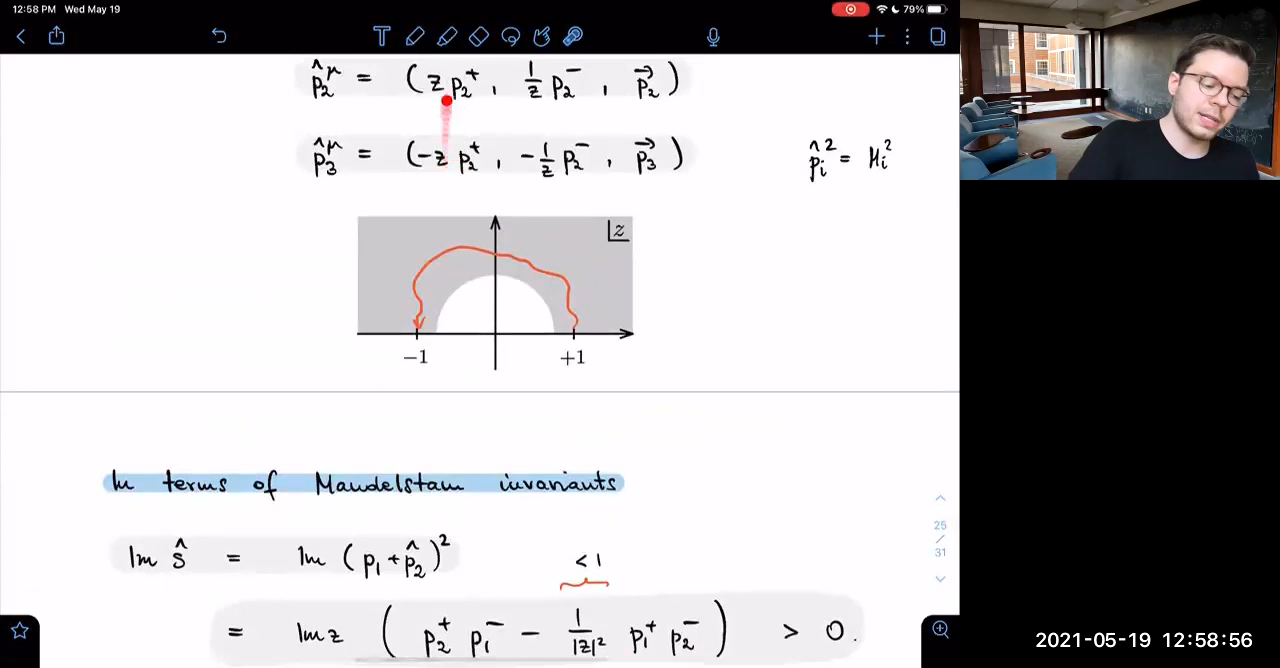 12:58 PM Wed May 19
79%
T
p̂₂^μ = (z p₂⁺, 1/z p₂⁻, p⃗₂)
p̂₃^μ = (-z p₂⁺, -1/z p₂⁻, p⃗₃)
p̂ᵢ² = Mᵢ²
z
-1 +1
In terms of Mandelstam invariants
25
/
31
Im ŝ = Im (p₁ + p̂₂)²
< 1
= Im z (p₂⁺ p₁⁻ - 1/|z|² p₁⁺ p₂⁻) > 0.
2021-05-19 12:58:56